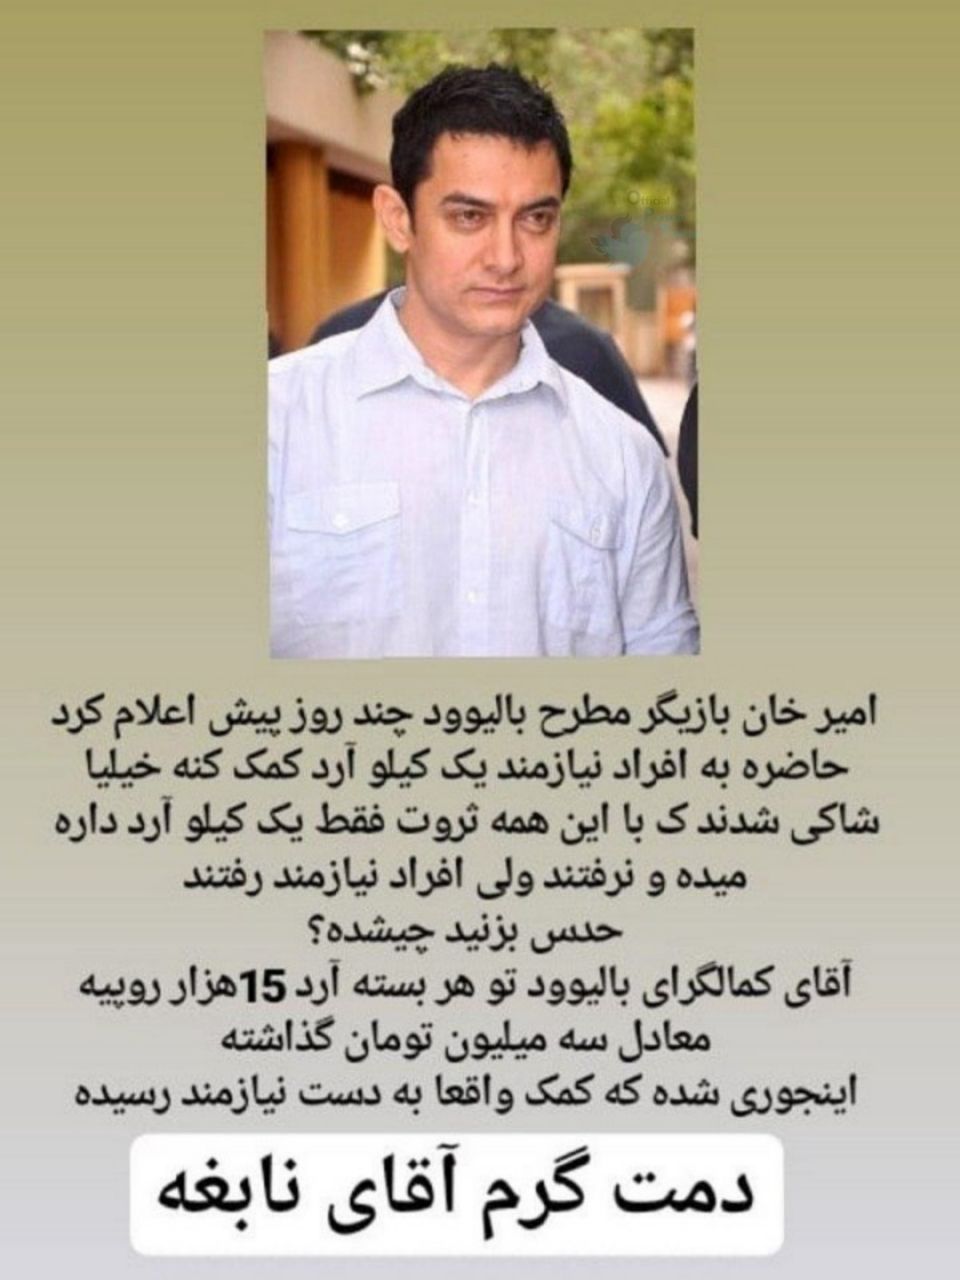 Official
امیر خان بازیگر مطرح بالیوود چند روز پیش اعلام کرد
حاضره به افراد نیازمند یک کیلو آرد کمک کنه خیلیا
شاکی شدند ک با این همه ثروت فقط یک کیلو آرد داره
میده و نرفتند ولی افراد نیازمند رفتند
حدس بزنید چیشده؟
آقای کمالگرای بالیوود تو هر بسته آرد 15هزار روپیه
معادل سه میلیون تومان گذاشته
اینجوری شده که کمک واقعا به دست نیازمند رسیده
دمت گرم آقای نابغه